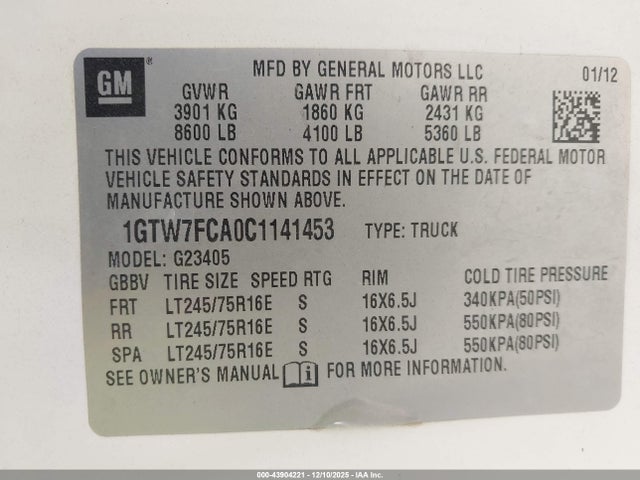 GM
®
MFD BY GENERAL MOTORS LLC 01/12
GVWR GAWR FRT GAWR RR
3901 KG 1860 KG 2431 KG
8600 LB 4100 LB 5360 LB
THIS VEHICLE CONFORMS TO ALL APPLICABLE U.S. FEDERAL MOTOR
VEHICLE SAFETY STANDARDS IN EFFECT ON THE DATE OF
MANUFACTURE SHOWN ABOVE.
1GTW7FCA0C1141453 TYPE: TRUCK
MODEL: G23405
GBBV TIRE SIZE SPEED RTG RIM COLD TIRE PRESSURE
FRT LT245/75R16E S 16X6.5J 340KPA(50PSI)
RR LT245/75R16E S 16X6.5J 550KPA(80PSI)
SPA LT245/75R16E S 16X6.5J 550KPA(80PSI)
SEE OWNER'S MANUAL i FOR MORE INFORMATION.
000-43904221 - 12/10/2025 - IAA Inc.